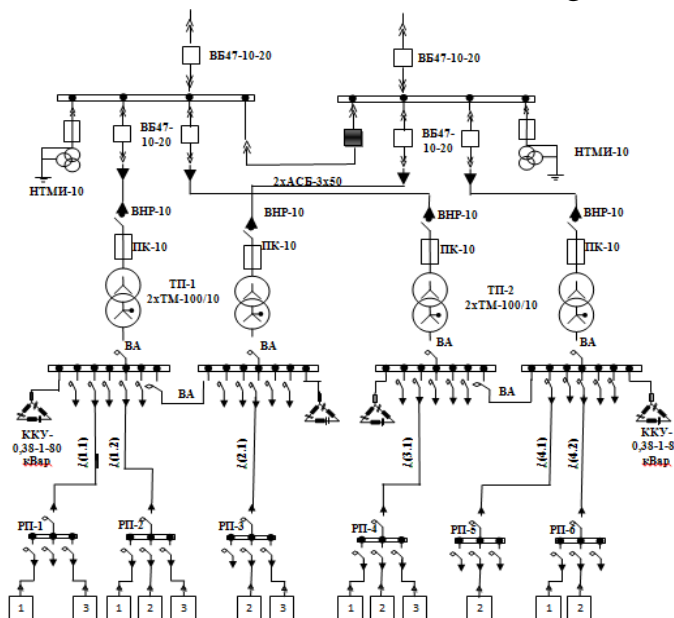 ВБ47-10-20
ВБ47-10-20
ВБ47-
10-20
ВБ47-
10-20
НТМИ-10
НТМИ-10
2хАСБ-3х50
ВНР-10
ВНР-10
ВНР-10
ВНР-10
ПК-10
ПК-10
ПК-10
ПК-10
ТП-1
2хТМ-100/10
ТП-2
2хТМ-100/10
ВА
ВА
ВА
ВА
ВА
ВА
ККУ-
0,38-1-80
кВар
ККУ-
0,38-1-8
кВар
l(1.1)
l(1.2)
l(2.1)
l(3.1)
l(4.1)
l(4.2)
РП-1
РП-2
РП-3
РП-4
РП-5
РП-6
1
3
1
2
3
2
3
1
2
3
2
1
2